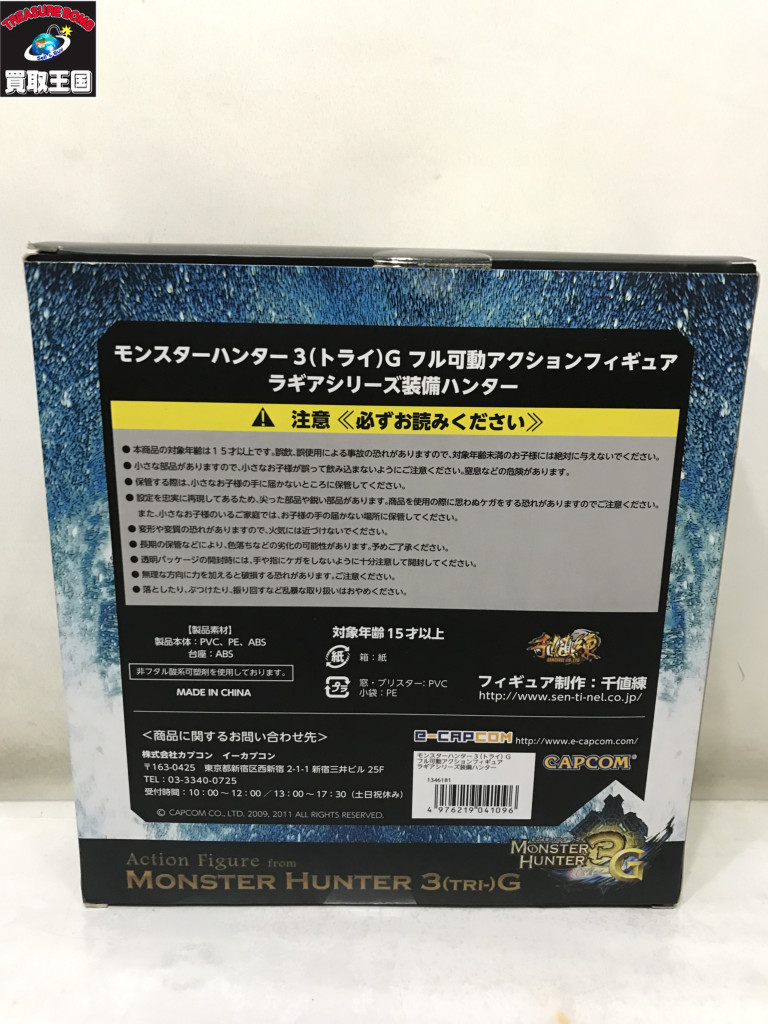 TREASURE BOMB
買取王国
モンスターハンター3(トライ)G フル可動アクションフィギュア
ラギアシリーズ装備ハンター
注意 ≪必ずお読みください≫
● 本商品の対象年齢は15才以上です。誤飲、誤使用による事故の恐れがありますので、対象年齢未満のお子様には絶対に与えないでください。
● 小さな部品がありますので、小さなお子様が誤って飲み込まないようにご注意ください。窒息などの危険があります。
● 保管する際は、小さなお子様の手に届かないところに保管してください。
● 設定を忠実に再現してあるため、尖った部品や鋭い部品があります。商品を使用の際に思わぬケガをする恐れがありますのでご注意ください。
また、小さなお子様のいるご家庭では、お子様の手の届かない場所に保管してください。
● 変形や変質の恐れがありますので、火気には近づけないでください。
● 長期の保管などにより、色落ちなどの劣化の可能性があります。予めご了承ください。
● 透明パッケージの開封時には、手や指にケガをしないように十分注意して開封してください。
● 無理な方向に力を加えると破損する恐れがあります。ご注意ください。
● 落としたり、ぶつけたり、振り回すなど乱暴な取り扱いはおやめください。
【製品素材】
製品本体:PVC、PE、ABS
台座:ABS
非フタル酸系可塑剤を使用しております。
MADE IN CHINA
対象年齢15才以上
紙 箱:紙
プラ 窓・ブリスター:PVC
小袋:PE
千値練
フィギュア制作:千値練
http://www.sen-ti-nel.co.jp/
<商品に関するお問い合わせ先>
株式会社カプコン イーカプコン
〒163-0425 東京都新宿区西新宿 2-1-1 新宿三井ビル 25F
TEL:03-3340-0725
受付時間:10:00~12:00/13:00~17:30(土日祝休み)
© CAPCOM CO., LTD. 2009, 2011 ALL RIGHTS RESERVED.
e-CAPCOM http://www.e-capcom.com/
モンスターハンター3(トライ)G
フル可動アクションフィギュア
ラギアシリーズ装備ハンター
1346181
4 976219 041096
CAPCOM
MONSTER HUNTER 3G
Action Figure from
MONSTER HUNTER 3(TRI-)G